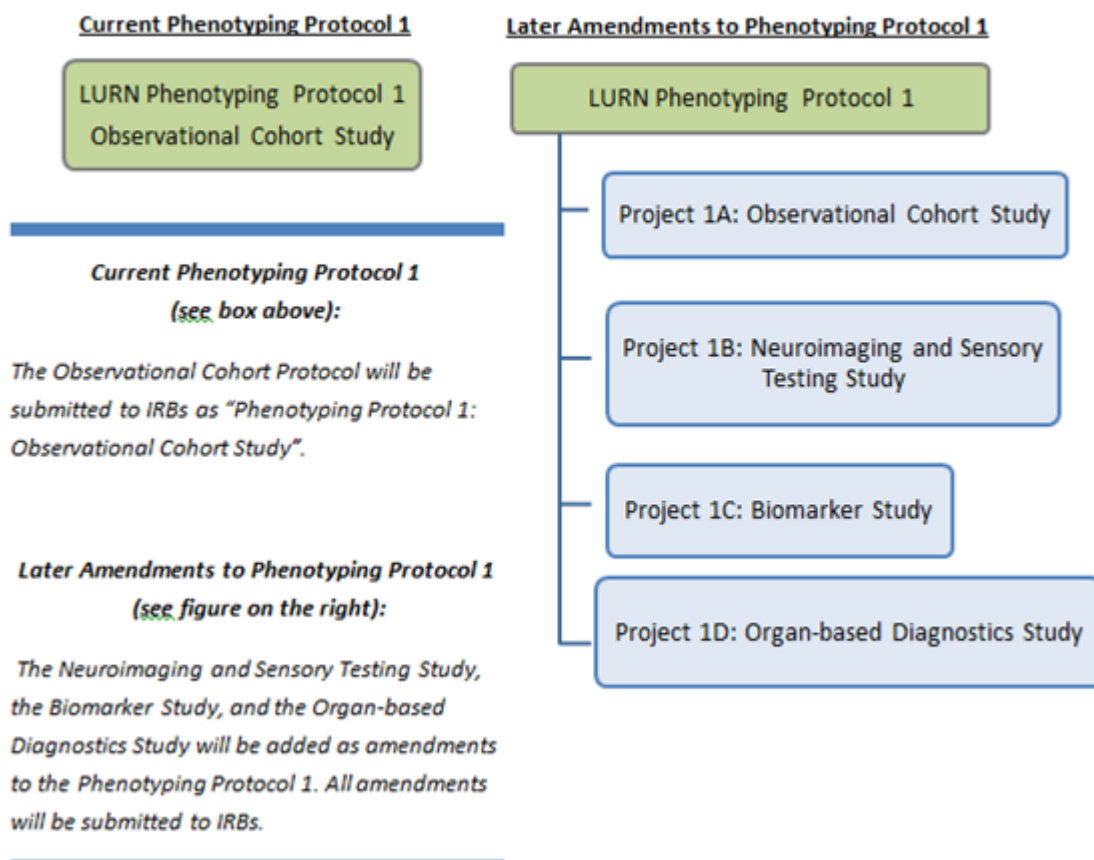 Current Phenotyping Protocol 1
LURN Phenotyping Protocol 1
Observational Cohort Study
Current Phenotyping Protocol 1
(see box above):
The Observational Cohort Protocol will be
submitted to IRBs as “Phenotyping Protocol 1:
Observational Cohort Study”.
Later Amendments to Phenotyping Protocol 1
(see figure on the right):
The Neuroimaging and Sensory Testing Study,
the Biomarker Study, and the Organ-based
Diagnostics Study will be added as amendments
to the Phenotyping Protocol 1. All amendments
will be submitted to IRBs.
Later Amendments to Phenotyping Protocol 1
LURN Phenotyping Protocol 1
Project 1A: Observational Cohort Study
Project 1B: Neuroimaging and Sensory
Testing Study
Project 1C: Biomarker Study
Project 1D: Organ-based Diagnostics Study